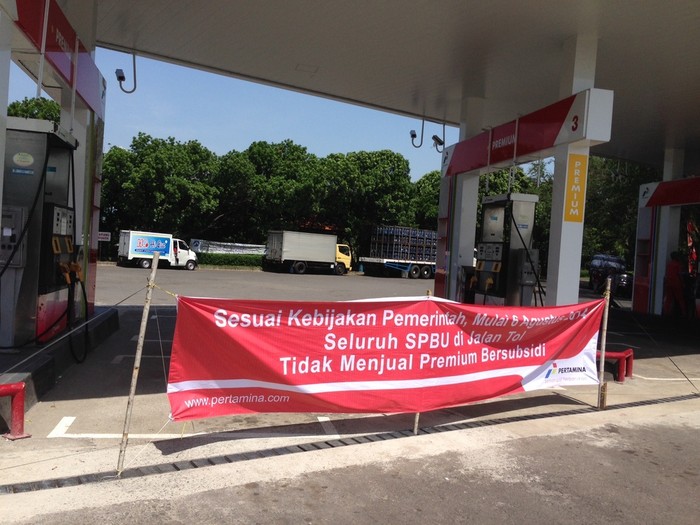 PREMIUM
3
PREMIUM
Sesuai Kebijakan Pemerintah, Mulai 6 Agustus 2014
Seluruh SPBU di Jalan Tol
Tidak Menjual Premium Bersubsidi
PERTAMINA
www.pertamina.com